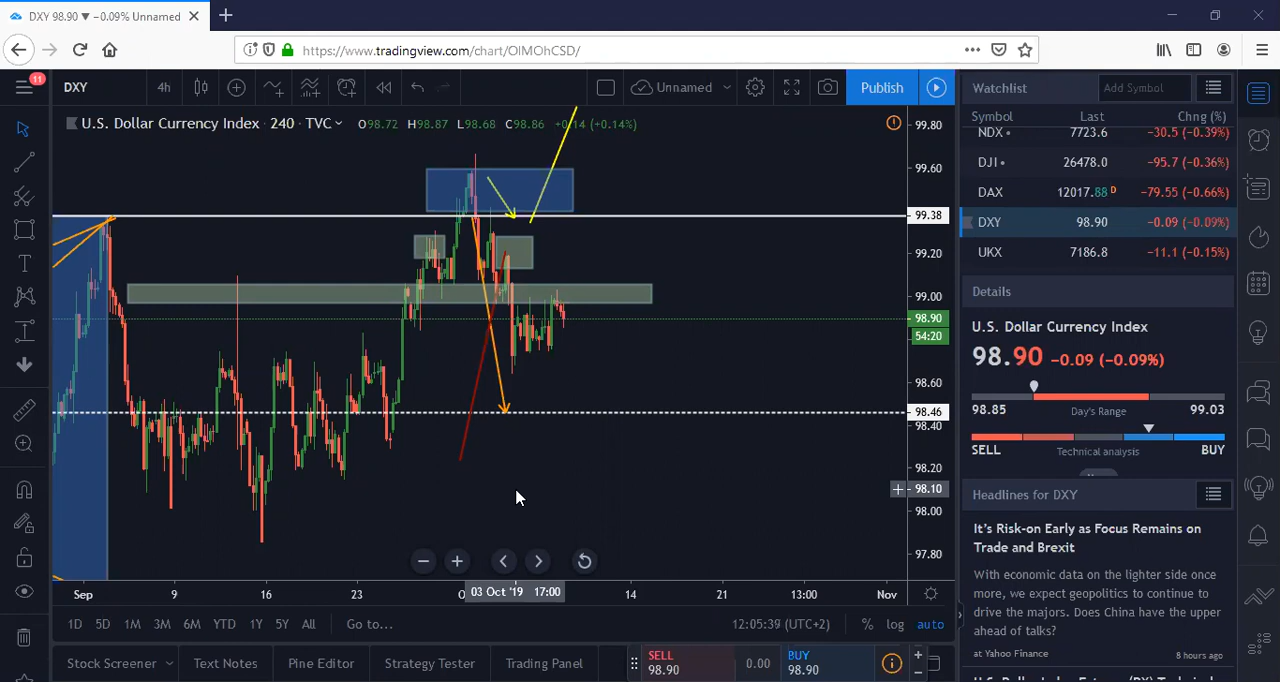 DXY 98.90 ▼ −0.09% Unnamed
https://www.tradingview.com/chart/OlMOhCSD/
11
DXY
4h
Unnamed
Publish
U.S. Dollar Currency Index · 240 · TVC
O98.72 H98.87 L98.68 C98.86 +0.14 (+0.14%)
99.80
99.60
99.38
99.20
99.00
98.90
54:20
98.60
98.46
98.40
98.20
98.10
98.00
97.80
Sep
9
16
23
03 Oct '19 17:00
14
21
13:00
Nov
1D 5D 1M 3M 6M YTD 1Y 5Y All Go to...
12:05:39 (UTC+2)
% log auto
Stock Screener
Text Notes
Pine Editor
Strategy Tester
Trading Panel
SELL
98.90
0.00
BUY
98.90
Watchlist
Add Symbol
Symbol Last Chng (%)
NDX 7723.6 −30.5 (−0.39%)
DJI 26478.0 −95.7 (−0.36%)
DAX 12017.88 D −79.55 (−0.66%)
DXY 98.90 −0.09 (−0.09%)
UKX 7186.8 −11.1 (−0.15%)
Details
U.S. Dollar Currency Index
98.90 −0.09 (−0.09%)
98.85 Day's Range 99.03
SELL Technical analysis BUY
Headlines for DXY
It's Risk-on Early as Focus Remains on
Trade and Brexit
With economic data on the lighter side once
more, we expect geopolitics to continue to
drive the majors. Does China have the upper
ahead of talks?
at Yahoo Finance
8 hours ago